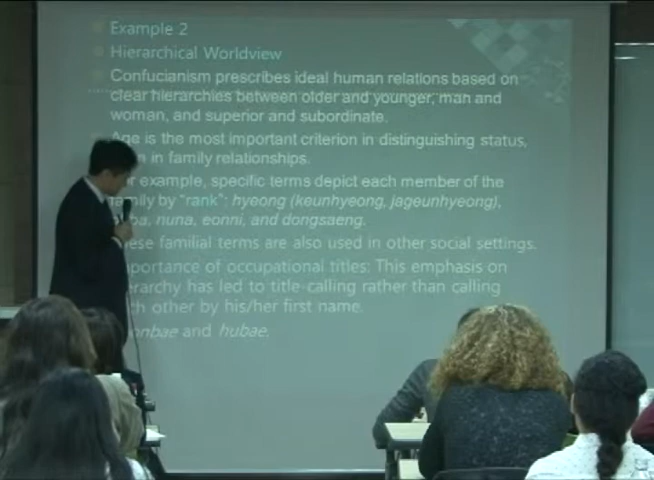 Example 2
Hierarchical Worldview
Confucianism prescribes ideal human relations based on
clear hierarchies between older and younger, man and
woman, and superior and subordinate.
Age is the most important criterion in distinguishing status,
in family relationships.
example, specific terms depict each member of the
family by "rank": hyeong (keunhyeong, jageunhyeong),
nuna, eonni, and dongsaeng.
familial terms are also used in other social settings.
of occupational titles: This emphasis on
has led to title-calling rather than calling
other by his/her first name.
and hubae.